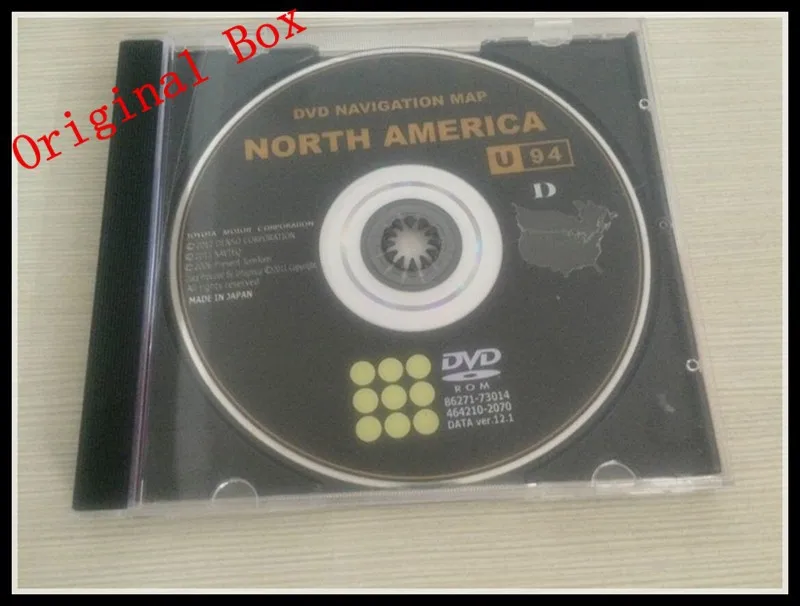 Original Box
DVD NAVIGATION MAP
NORTH AMERICA
U 94
D
TOYOTA MOTOR CORPORATION
DENSO CORPORATION
All rights reserved
MADE IN JAPAN
DVD
ROM
86271-73014
464210-2070
DATA ver.12.1